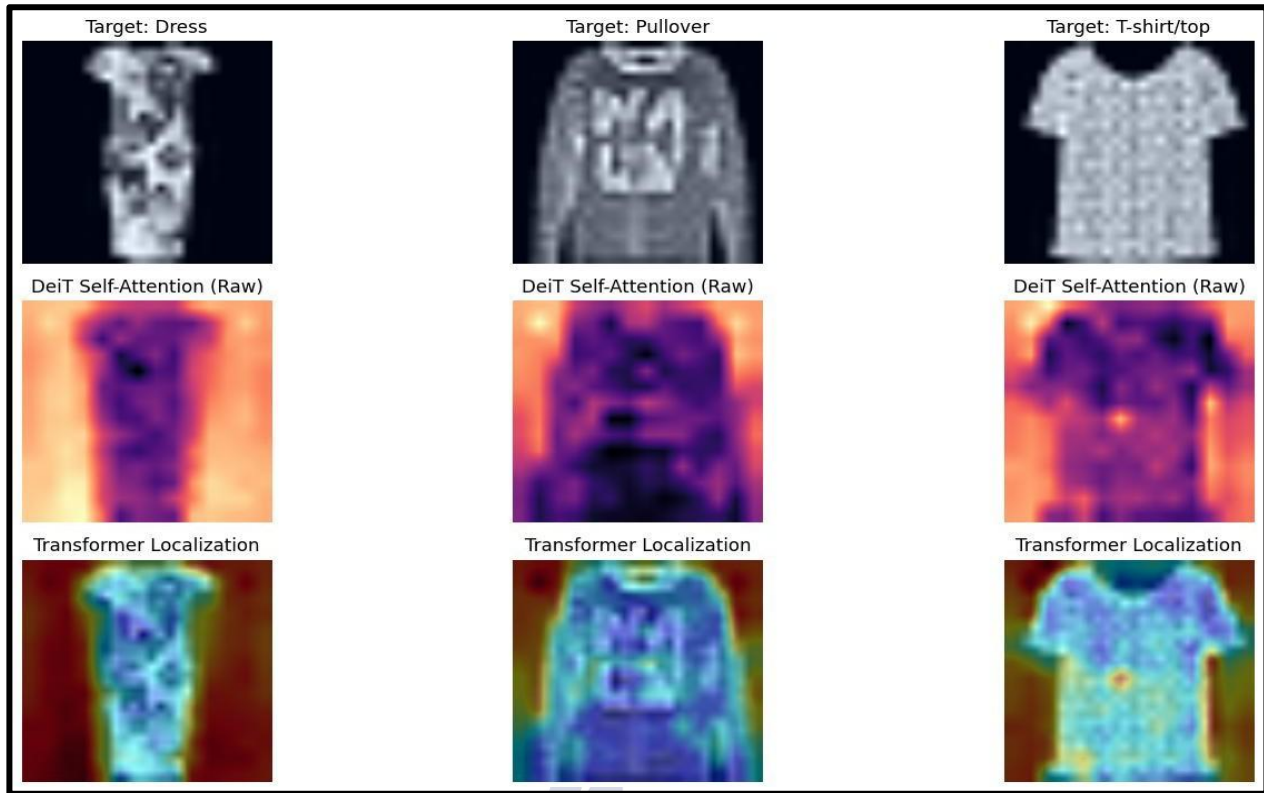 Target: Dress
Target: Pullover
Target: T-shirt/top
DeiT Self-Attention (Raw)
DeiT Self-Attention (Raw)
DeiT Self-Attention (Raw)
Transformer Localization
Transformer Localization
Transformer Localization